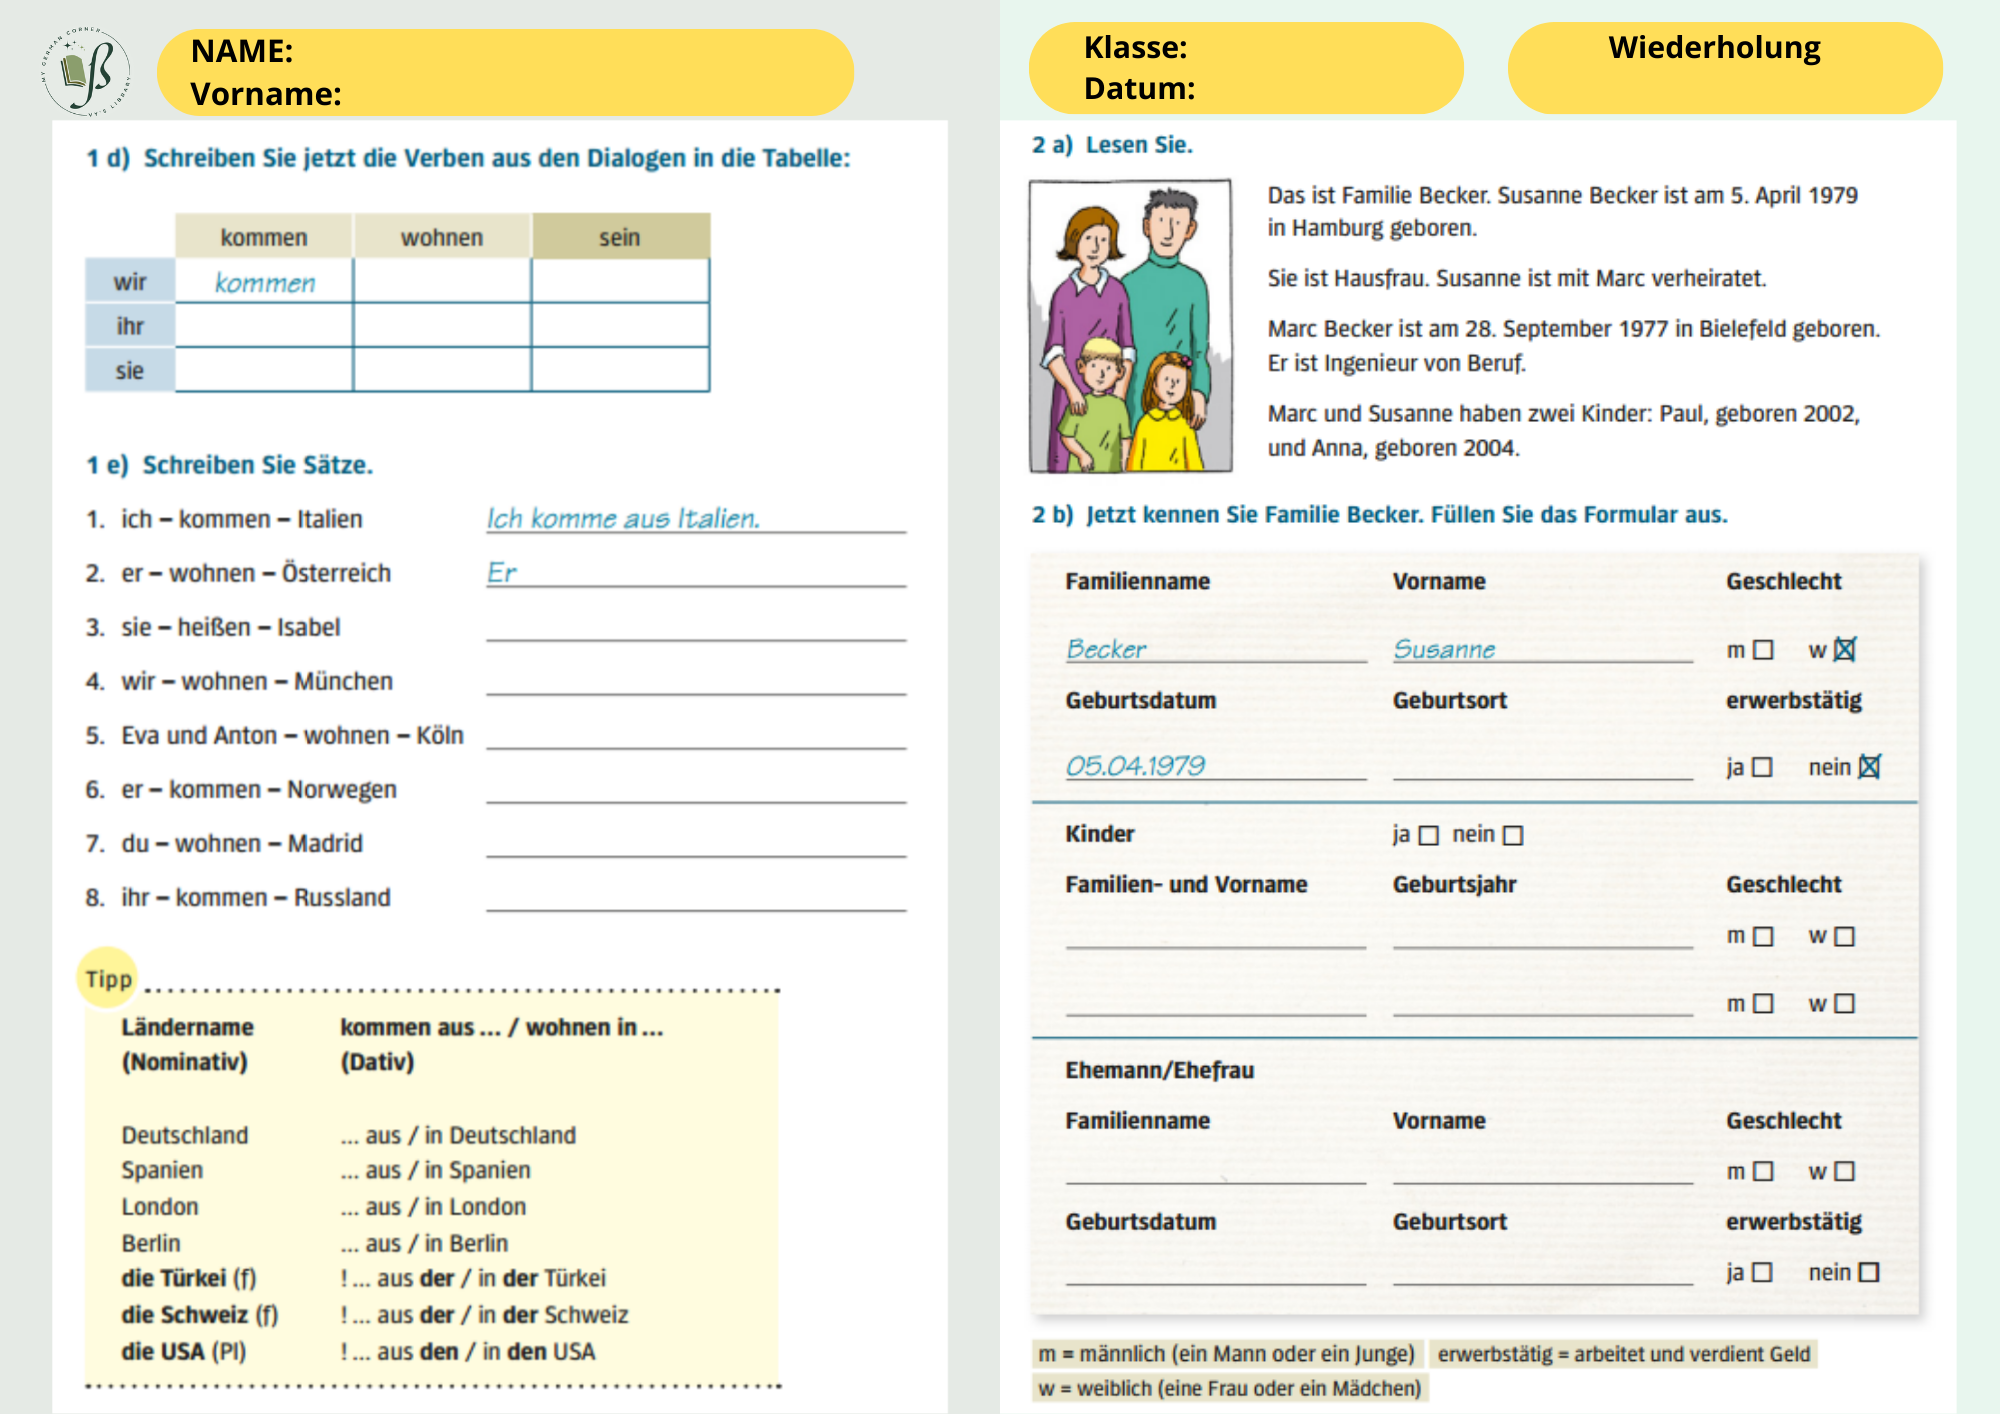 MY GERMAN CORNER
ß
VY'S LIBRARY
NAME:
Vorname:
Klasse:
Datum:
Wiederholung
1 d) Schreiben Sie jetzt die Verben aus den Dialogen in die Tabelle:
kommen wohnen sein
wir kommen
ihr
sie
1 e) Schreiben Sie Sätze.
1. ich – kommen – Italien Ich komme aus Italien.
2. er – wohnen – Österreich Er
3. sie – heißen – Isabel
4. wir – wohnen – München
5. Eva und Anton – wohnen – Köln
6. er – kommen – Norwegen
7. du – wohnen – Madrid
8. ihr – kommen – Russland
Tipp
Ländername kommen aus ... / wohnen in ...
(Nominativ) (Dativ)
Deutschland ... aus / in Deutschland
Spanien ... aus / in Spanien
London ... aus / in London
Berlin ... aus / in Berlin
die Türkei (f) ! ... aus der / in der Türkei
die Schweiz (f) ! ... aus der / in der Schweiz
die USA (Pl) ! ... aus den / in den USA
2 a) Lesen Sie.
Das ist Familie Becker. Susanne Becker ist am 5. April 1979
in Hamburg geboren.
Sie ist Hausfrau. Susanne ist mit Marc verheiratet.
Marc Becker ist am 28. September 1977 in Bielefeld geboren.
Er ist Ingenieur von Beruf.
Marc und Susanne haben zwei Kinder: Paul, geboren 2002,
und Anna, geboren 2004.
2 b) Jetzt kennen Sie Familie Becker. Füllen Sie das Formular aus.
Familienname Vorname Geschlecht
Becker Susanne m w
Geburtsdatum Geburtsort erwerbstätig
05.04.1979 ja nein
Kinder ja nein
Familien- und Vorname Geburtsjahr Geschlecht
m w
m w
Ehemann/Ehefrau
Familienname Vorname Geschlecht
m w
Geburtsdatum Geburtsort erwerbstätig
ja nein
m = männlich (ein Mann oder ein Junge) erwerbstätig = arbeitet und verdient Geld
w = weiblich (eine Frau oder ein Mädchen)